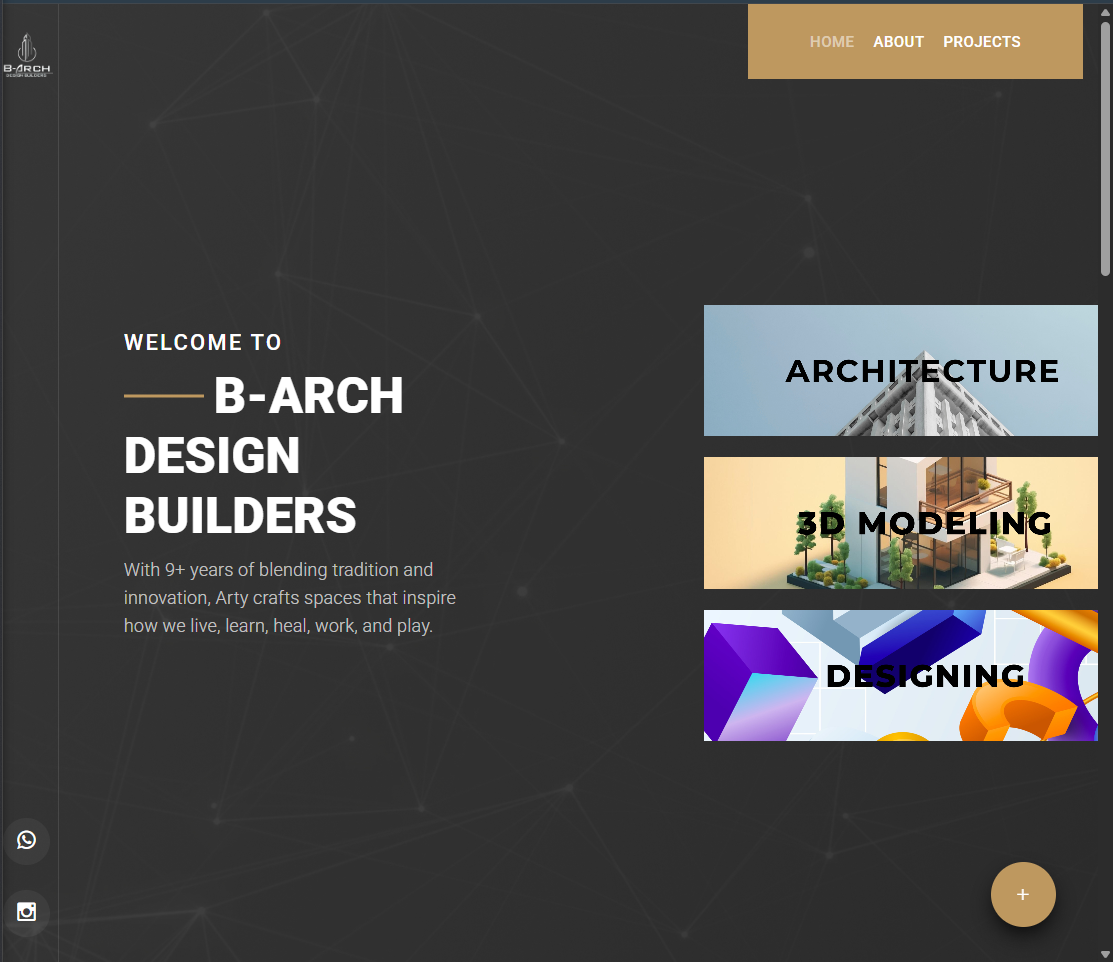 B-ARCH
DESIGN BUILDERS
HOME ABOUT PROJECTS
WELCOME TO
B-ARCH
DESIGN
BUILDERS
With 9+ years of blending tradition and
innovation, Arty crafts spaces that inspire
how we live, learn, heal, work, and play.
ARCHITECTURE
3D MODELING
DESIGNING
+